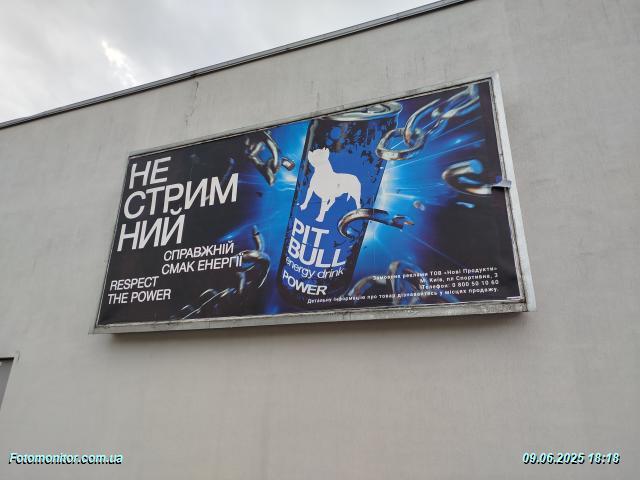 НЕ
СТРИМ
НИЙ
СПРАВЖНІЙ
СМАК ЕНЕРГІЇ
RESPECT
THE POWER
PIT
BULL
energy drink
POWER
Замовник реклами ТОВ «Нові Продукти»
М. Київ, пл Спортивна, 3
Телефон: 0 800 50 10 60
Детальну інформацію про товар дізнавайтесь у місцях продажу.
Fotomonitor.com.ua
09.06.2025 18:18